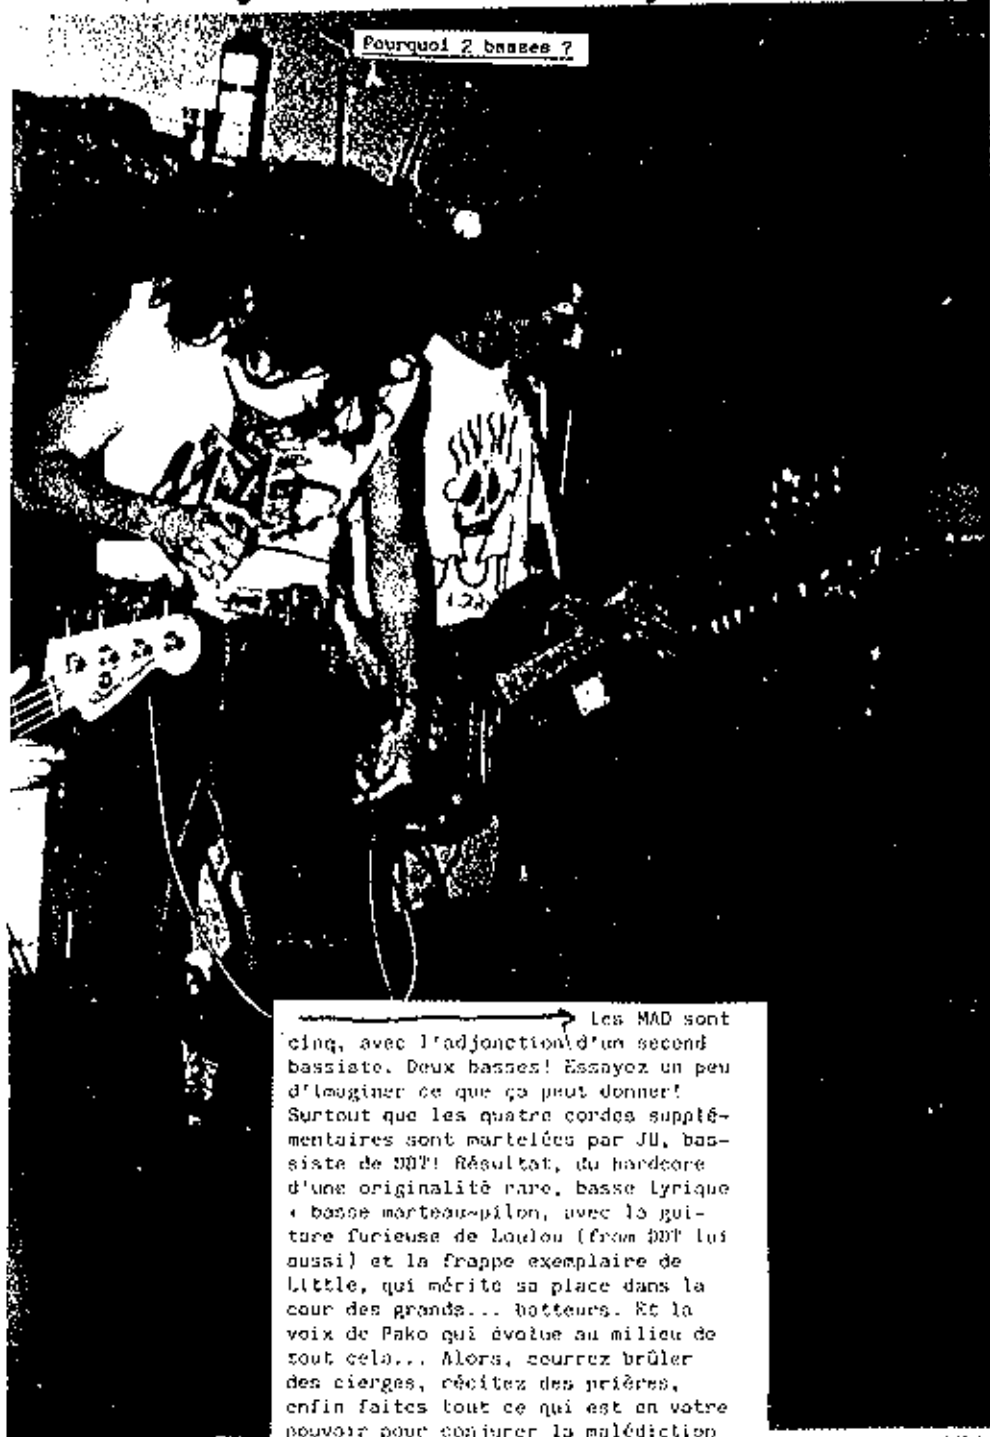 Pourquoi 2 basses ?
Les MAD sont
cinq, avec l'adjonction d'un second
bassiste. Deux basses! Essayez un peu
d'imaginer ce que ça peut donner!
Surtout que les quatre cordes supplé-
mentaires sont martelées par JU, bas-
siste de DDT! Résultat, du hardcore
d'une originalité rare, basse lyrique
+ basse marteau-pilon, avec la gui-
tare furieuse de Loulou (from DDT lui
aussi) et la frappe exemplaire de
Little, qui mérite sa place dans la
cour des grands... batteurs. Et la
voix de Pako qui évolue au milieu de
tout cela... Alors, courrez brûler
des cierges, récitez des prières,
enfin faites tout ce qui est en votre
pouvoir pour conjurer la malédiction